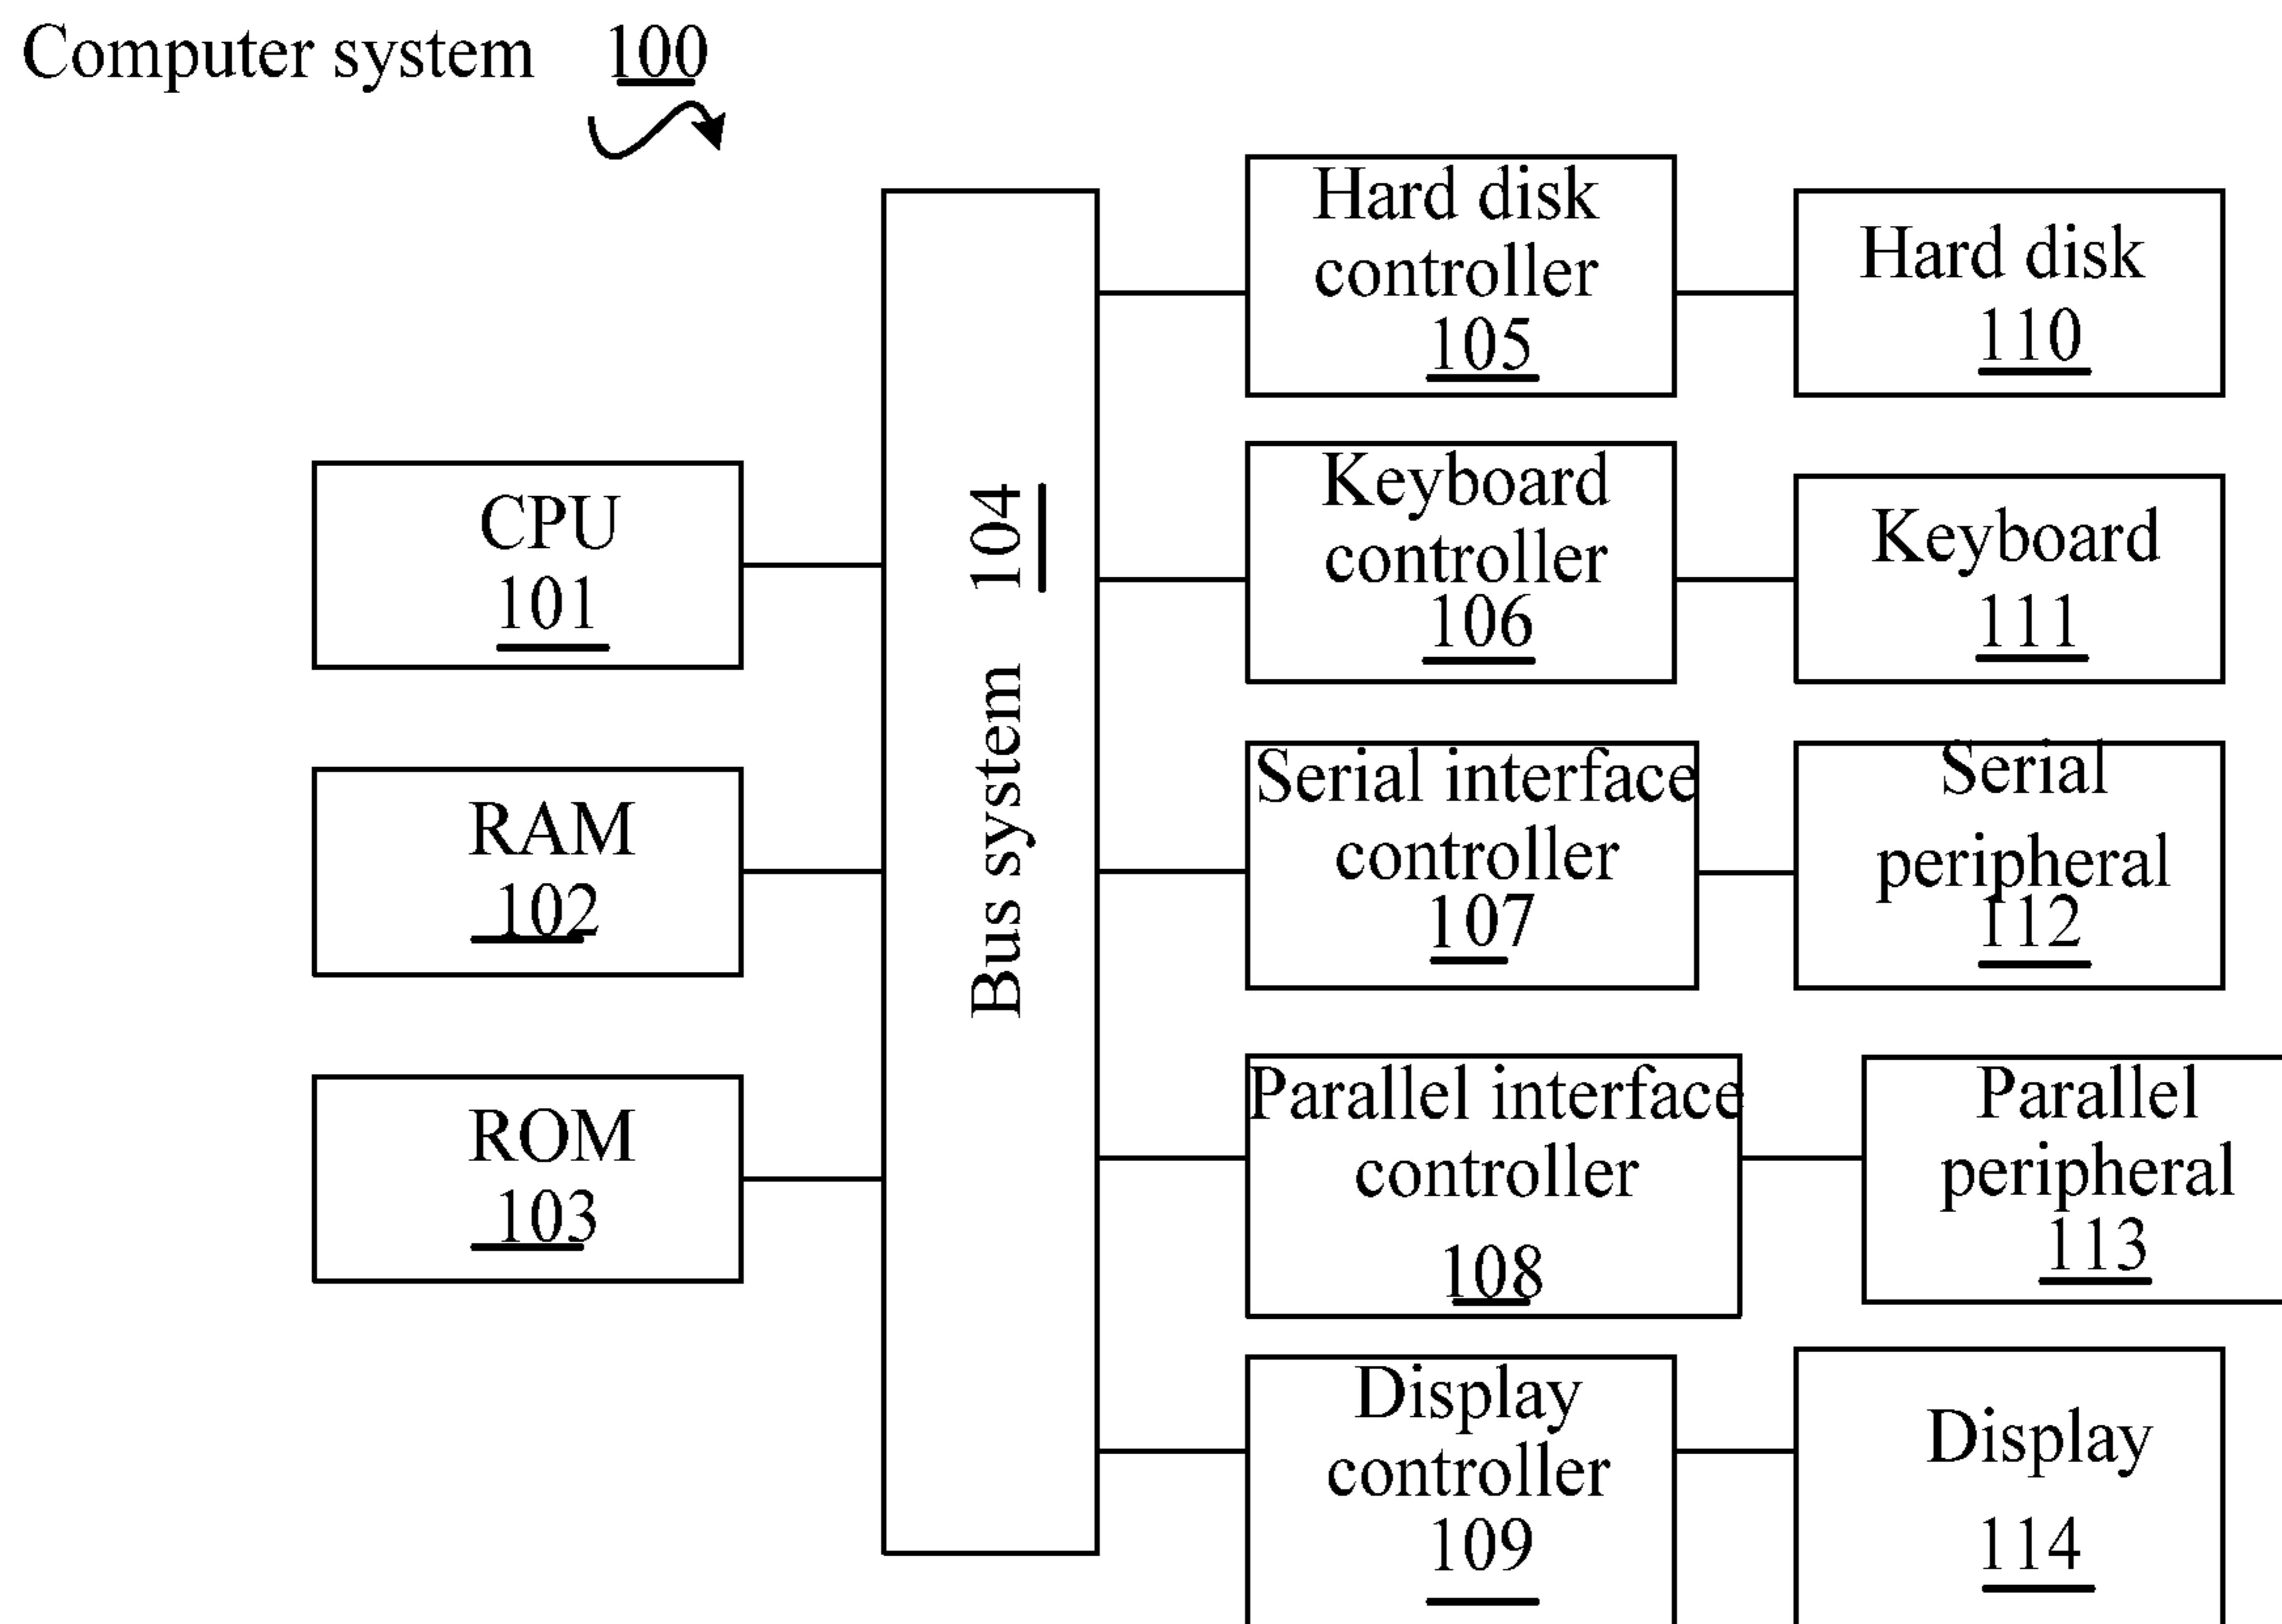 Computer system 100
CPU
101
RAM
102
ROM
103
Bus system 104
Hard disk
controller
105
Hard disk
110
Keyboard
controller
106
Keyboard
111
Serial interface
controller
107
Serial
peripheral
112
Parallel interface
controller
108
Parallel
peripheral
113
Display
controller
109
Display
114